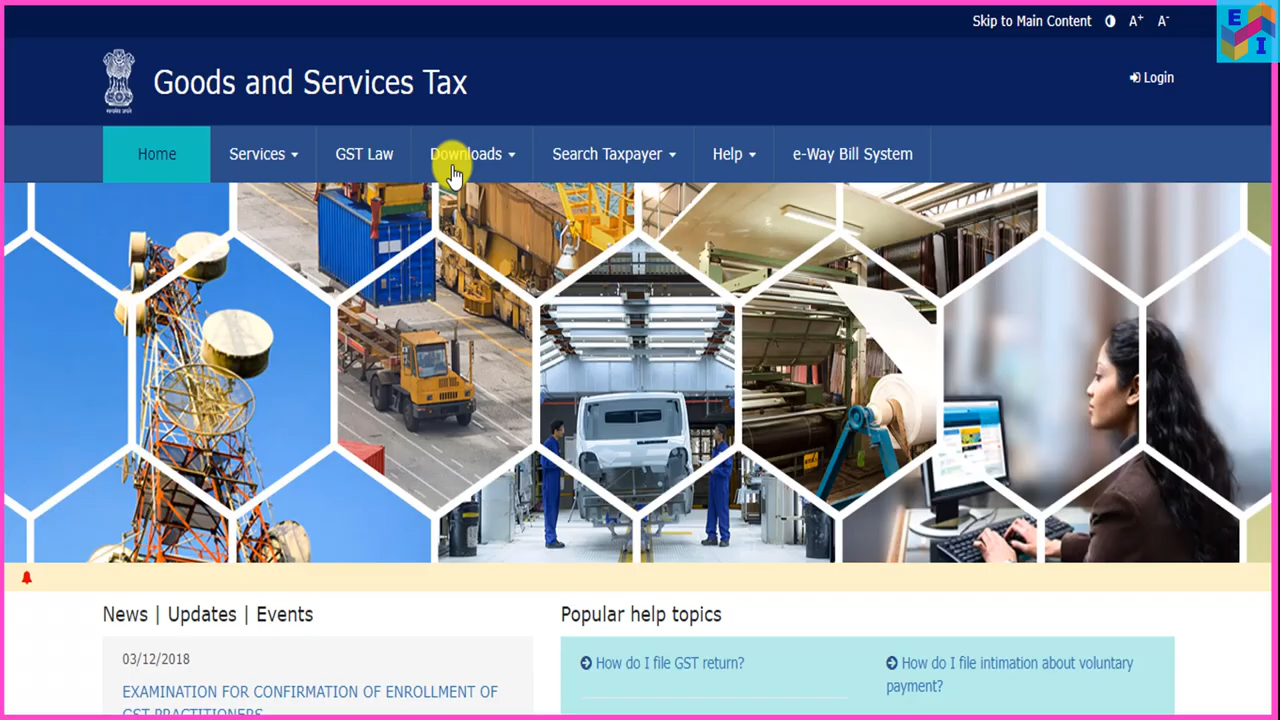 Skip to Main Content A+ A-
E
I
Goods and Services Tax
Login
Home Services GST Law Downloads Search Taxpayer Help e-Way Bill System
News | Updates | Events
Popular help topics
03/12/2018
EXAMINATION FOR CONFIRMATION OF ENROLLMENT OF
GST PRACTITIONERS
How do I file GST return?
How do I file intimation about voluntary
payment?